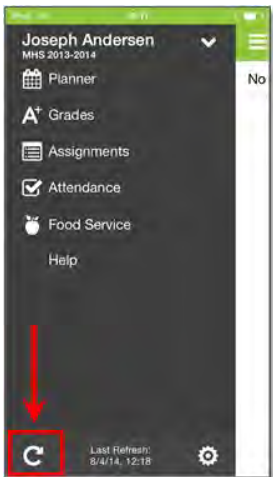 Joseph Andersen
MHS 2013-2014
Planner
No
A+ Grades
Assignments
Attendance
Food Service
Help
Last Refresh:
8/4/14, 12:18